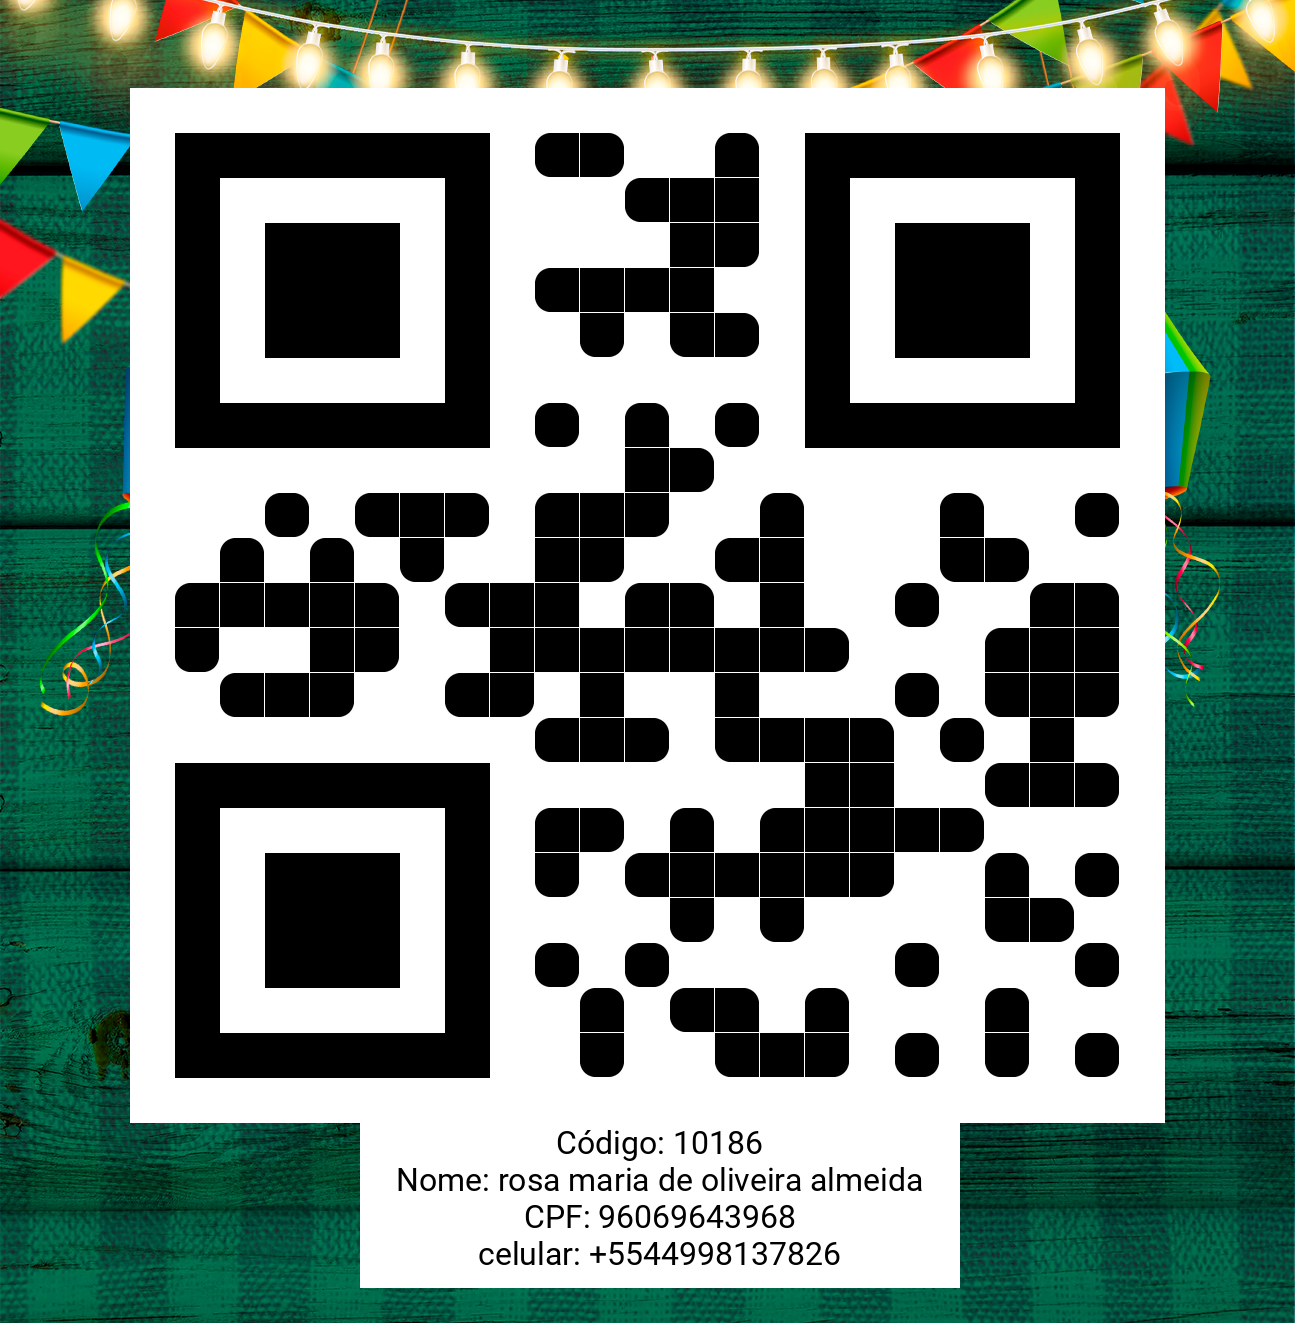 Código: 10186
Nome: rosa maria de oliveira almeida
CPF: 96069643968
celular: +5544998137826